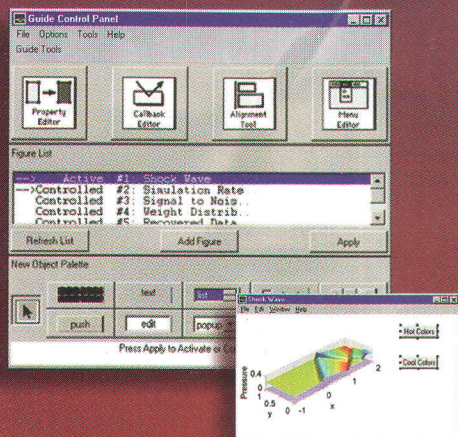 Guide Control Panel
File Options Tools Help
Guide Tools
Property Editor
Callback Editor
Alignment Tool
Menu Editor
Figure List
--> Active #1: Shock Wave
-->Controlled #2: Simulation Rate
Controlled #3: Signal to Nois..
Controlled #4: Weight Distrib..
Controlled #5: Recovered Data
Refresh List Add Figure Apply
New Object Palette
text list
push edit popup
Press Apply to Activate or
Shock Wave
File Edit Window Help
Hot Colors
Cool Colors
Pressure
0.4
0
1
0.5
0
y
-1
0
1
2
x